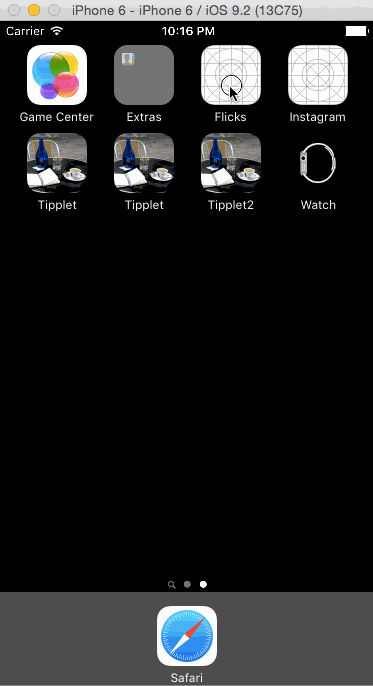 iPhone 6 - iPhone 6 / iOS 9.2 (13C75)
Carrier 10:16 PM
Game Center Extras Flicks Instagram
Tipplet Tipplet Tipplet2 Watch
Safari